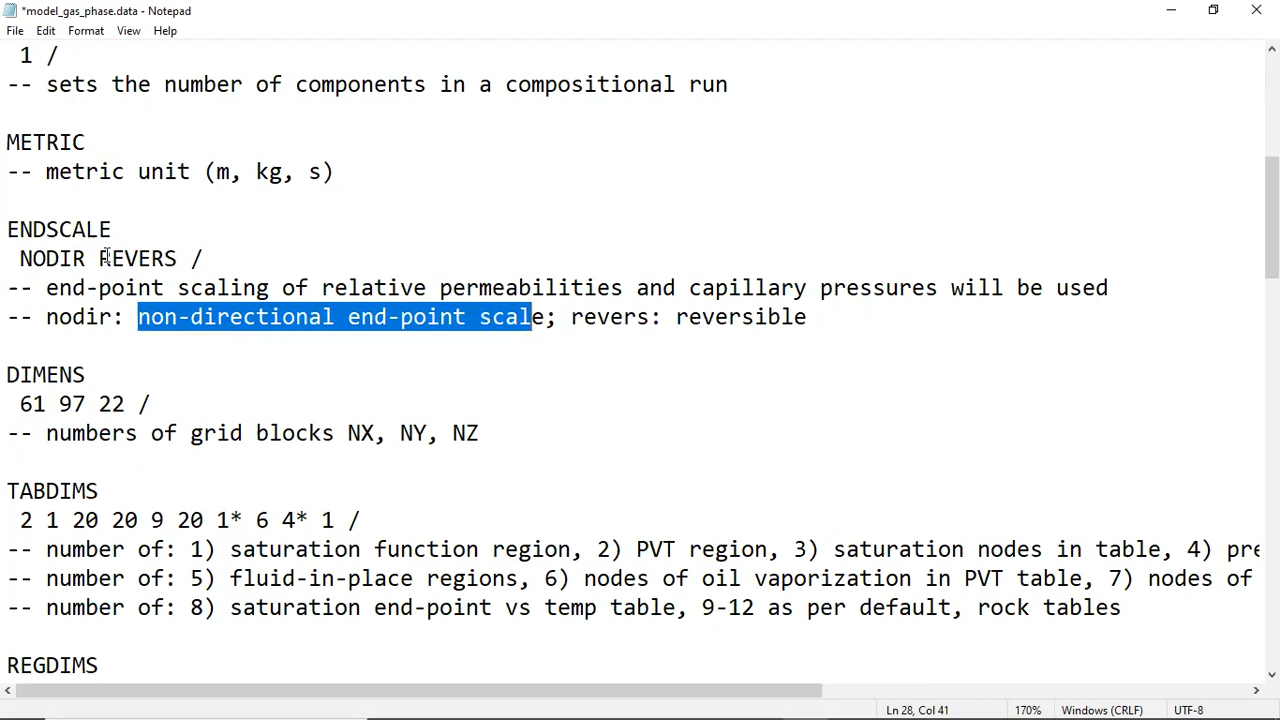 *model_gas_phase.data - Notepad
File Edit Format View Help
1 /
-- sets the number of components in a compositional run
METRIC
-- metric unit (m, kg, s)
ENDSCALE
NODIR REVERS /
-- end-point scaling of relative permeabilities and capillary pressures will be used
-- nodir: non-directional end-point scale; revers: reversible
DIMENS
61 97 22 /
-- numbers of grid blocks NX, NY, NZ
TABDIMS
2 1 20 20 9 20 1* 6 4* 1 /
-- number of: 1) saturation function region, 2) PVT region, 3) saturation nodes in table, 4) pre
-- number of: 5) fluid-in-place regions, 6) nodes of oil vaporization in PVT table, 7) nodes of
-- number of: 8) saturation end-point vs temp table, 9-12 as per default, rock tables
REGDIMS
Ln 28, Col 41 170% Windows (CRLF) UTF-8